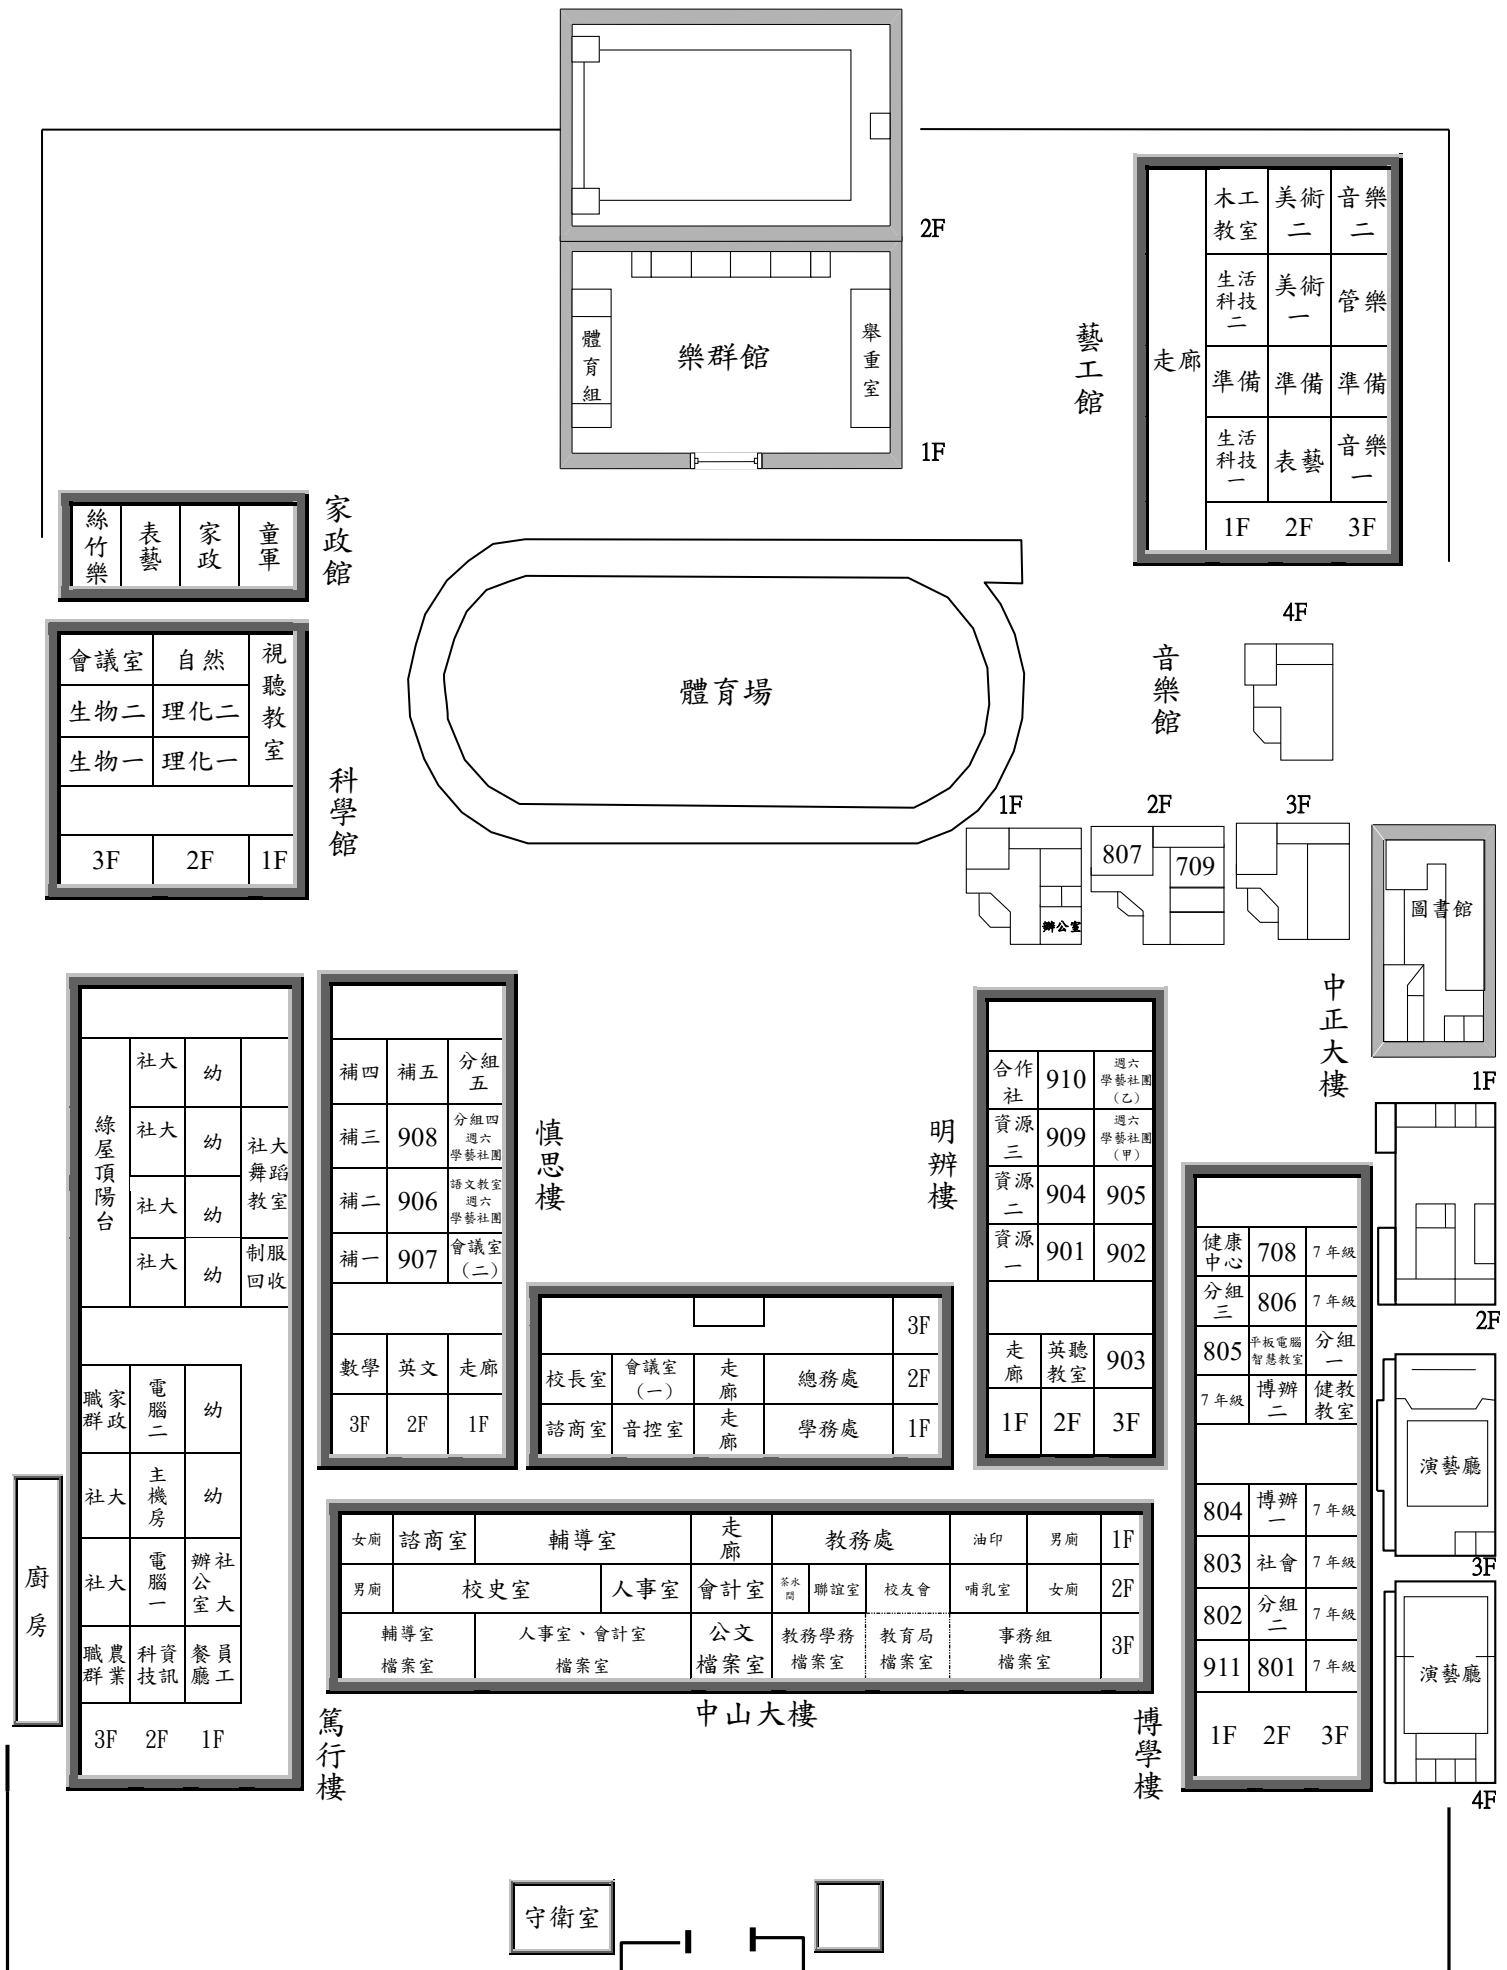 2F
體育組
樂群館
舉重室
1F
藝工館
走廊
木工教室
美術二
音樂二
生活科技二
美術一
管樂
準備
準備
準備
生活科技一
表藝
音樂一
1F
2F
3F
絲竹樂
表藝
家政
童軍
家政館
會議室
自然
視聽教室
生物二
理化二
生物一
理化一
3F
2F
1F
科學館
體育場
音樂館
4F
1F
2F
3F
辦公室
807
709
圖書館
中正大樓
1F
2F
演藝廳
3F
演藝廳
4F
綠屋頂陽台
社大
幼
社大
幼
社大舞蹈教室
社大
幼
社大
幼
制服回收
職群家政
電腦二
幼
社大
主機房
幼
社大
電腦一
辦公室社大
職群農業
科技資訊
餐廳員工
3F
2F
1F
篤行樓
廚房
補四
補五
分組五
補三
908
分組四
週六
學藝社團
補二
906
語文教室
週六
學藝社團
補一
907
會議室
(二)
數學
英文
走廊
3F
2F
1F
慎思樓
3F
校長室
會議室
(一)
走廊
總務處
2F
諮商室
音控室
走廊
學務處
1F
明辨樓
合作社
910
週六
學藝社團
(乙)
資源三
909
週六
學藝社團
(甲)
資源二
904
905
資源一
901
902
走廊
英聽教室
903
1F
2F
3F
健康中心
708
7 年級
分組三
806
7 年級
805
平板電腦
智慧教室
分組一
7 年級
博辦二
健教教室
804
博辦一
7 年級
803
社會
7 年級
802
分組二
7 年級
911
801
7 年級
1F
2F
3F
博學樓
女廁
諮商室
輔導室
走廊
教務處
油印
男廁
1F
男廁
校史室
人事室
會計室
茶水間
聯誼室
校友會
哺乳室
女廁
2F
輔導室
檔案室
人事室、會計室
檔案室
公文
檔案室
教務學務
檔案室
教育局
檔案室
事務組
檔案室
3F
中山大樓
守衛室